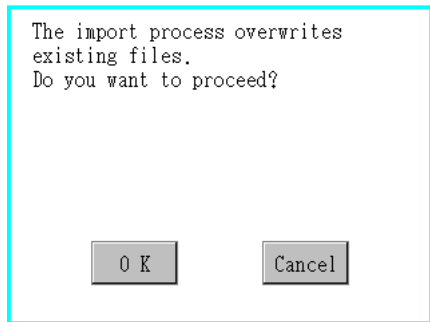 The import process overwrites
existing files.
Do you want to proceed?
O K
Cancel